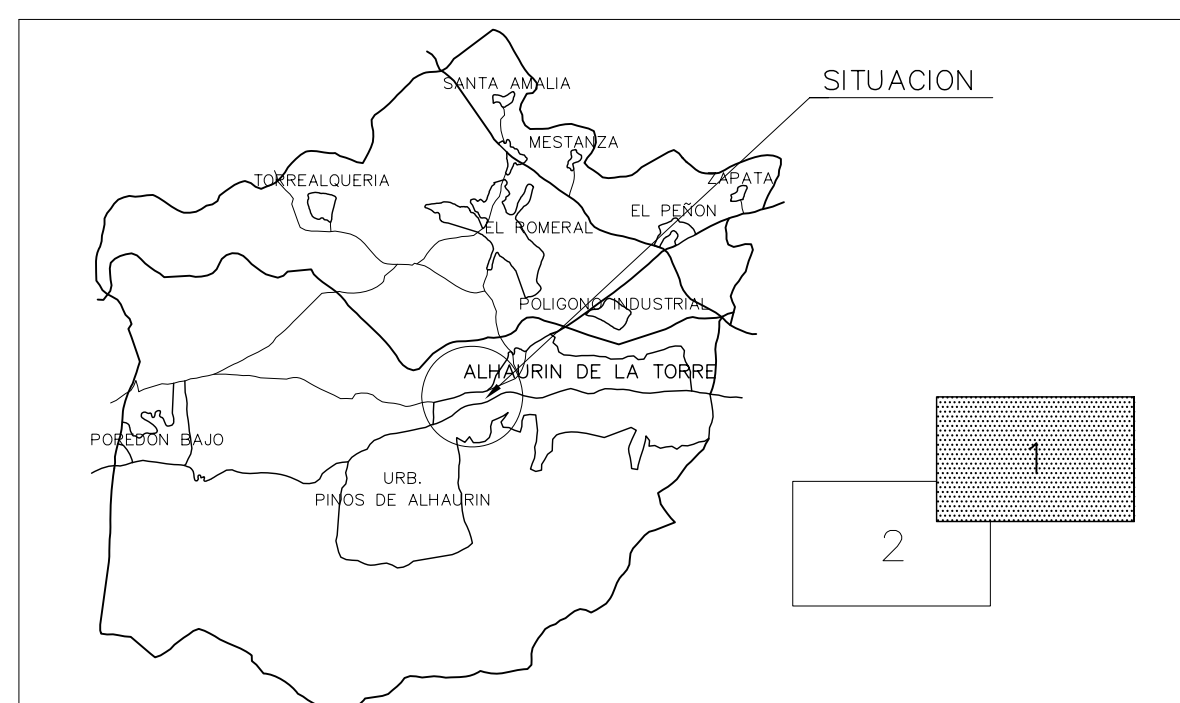 SITUACION
SANTA AMALIA
MESTANZA
TORREALQUERIA
ZAPATA
EL PEÑON
EL ROMERAL
POLIGONO INDUSTRIAL
ALHAURIN DE LA TORRE
POREDON BAJO
URB.
PINOS DE ALHAURIN
1
2